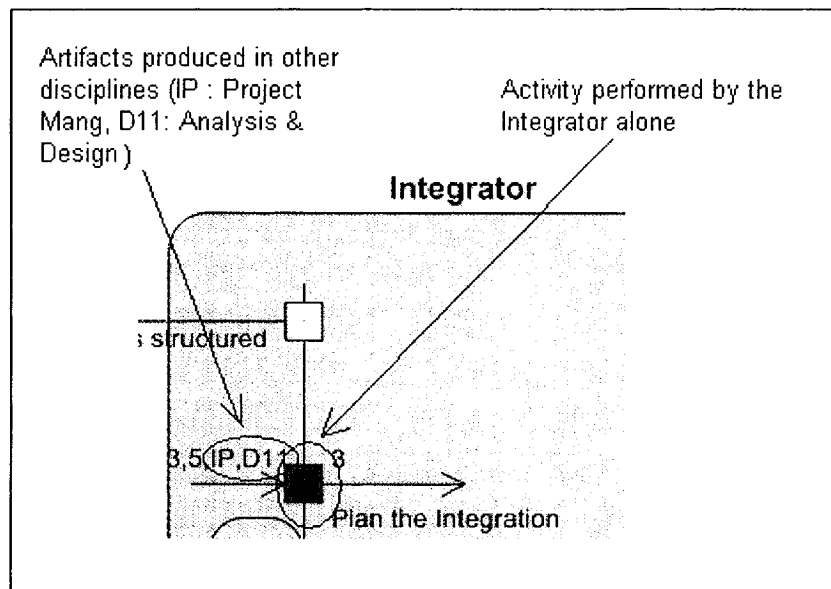 Artifacts produced in other
disciplines (IP : Project
Mang, D11: Analysis &
Design )
Activity performed by the
Integrator alone
Integrator
s structured
3,5,IP,D11 3
Plan the Integration